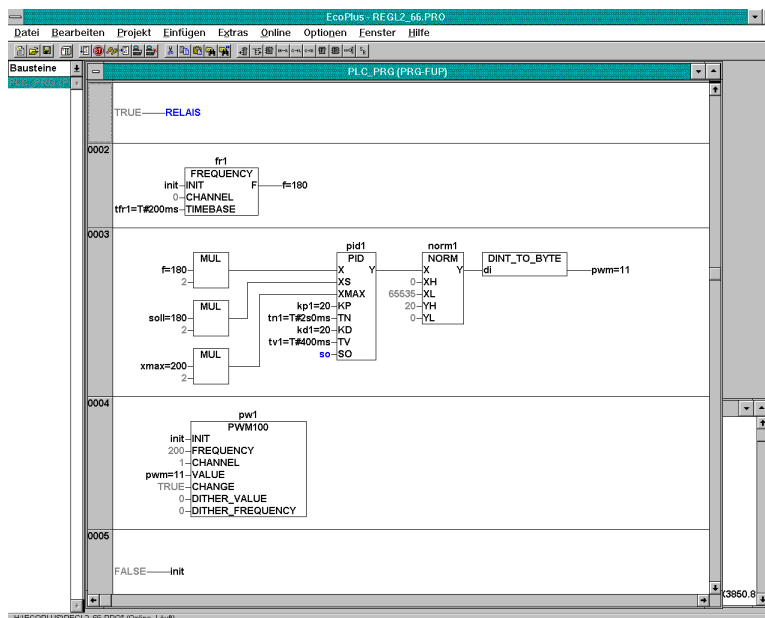 EcoPlus - REGL2_66.PRO
Datei Bearbeiten Projekt Einfügen Extras Online Optionen Fenster Hilfe
Bausteine
PLC_PRG (PRG-FUP)
TRUE RELAIS
0002
fr1
FREQUENCY
init INIT F f=180
0 CHANNEL
tfr1=T#200ms TIMEBASE
0003
pid1 norm1
MUL PID NORM DINT_TO_BYTE
f=180 X Y X Y di pwm=11
2 XS 0 XH
XMAX 65535 XL
MUL kp1=20 KP 20 YH
soll=180 tn1=T#2s0ms TN 0 YL
2 kd1=20 KD
tv1=T#400ms TV
MUL so SO
xmax=200
2
0004
pw1
PWM100
init INIT
200 FREQUENCY
1 CHANNEL
pwm=11 VALUE
TRUE CHANGE
0 DITHER_VALUE
0 DITHER_FREQUENCY
0005
FALSE init
(3850.8